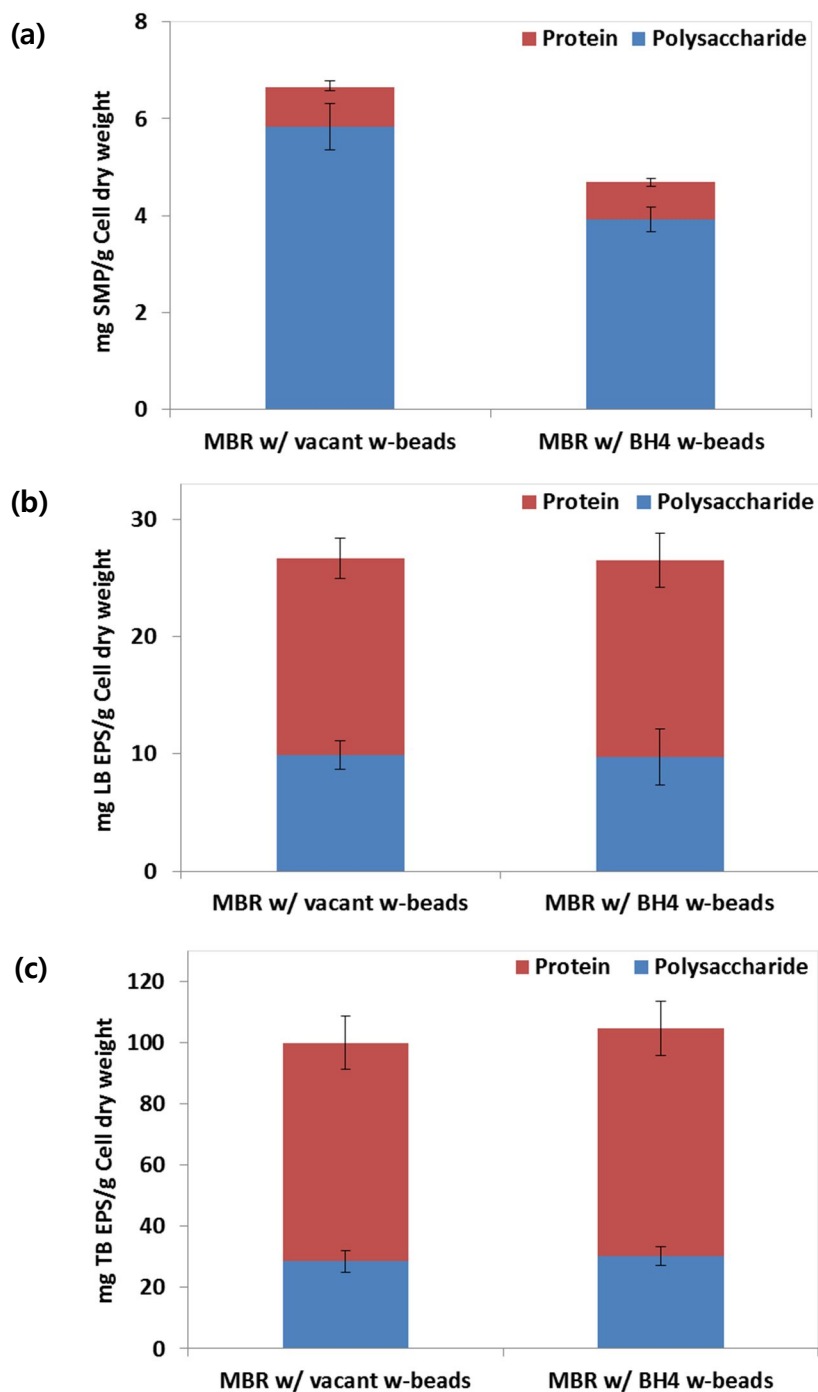 (a)
mg SMP/g Cell dry weight
8
6
4
2
0
Protein Polysaccharide
MBR w/ vacant w-beads MBR w/ BH4 w-beads
(b)
mg LB EPS/g Cell dry weight
30
20
10
0
Protein Polysaccharide
MBR w/ vacant w-beads MBR w/ BH4 w-beads
(c)
mg TB EPS/g Cell dry weight
120
100
80
60
40
20
0
Protein Polysaccharide
MBR w/ vacant w-beads MBR w/ BH4 w-beads